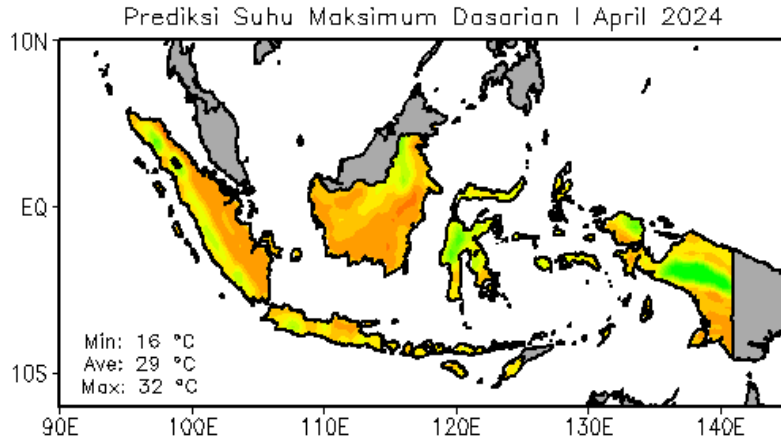 Prediksi Suhu Maksimum Dasarian I April 2024
10N
EQ
10S
Min: 16 °C
Ave: 29 °C
Max: 32 °C
90E 100E 110E 120E 130E 140E